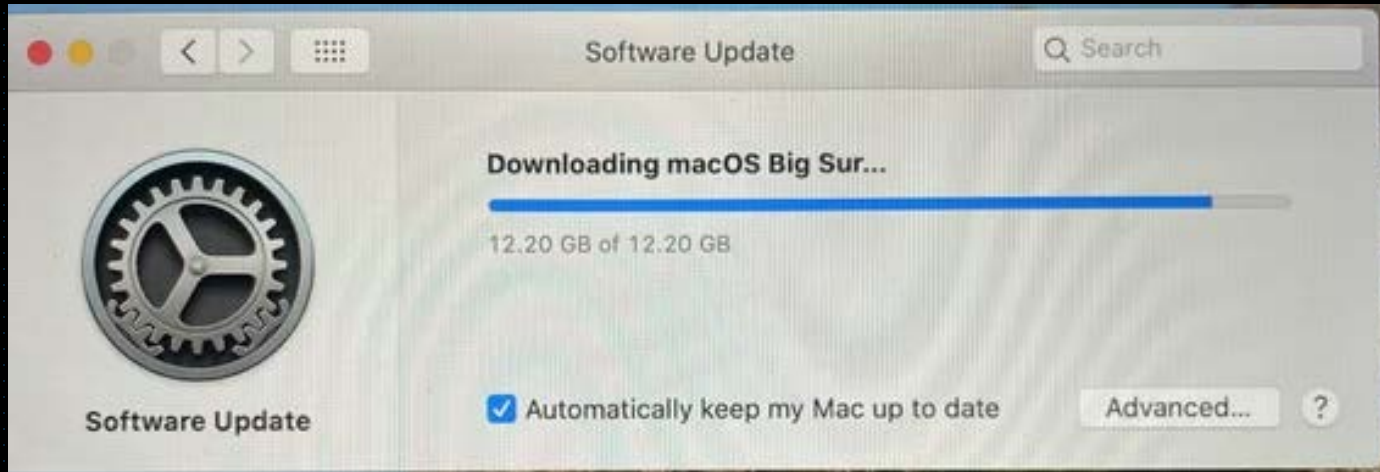 Software Update
Search
Downloading macOS Big Sur...
12.20 GB of 12.20 GB
Software Update
Automatically keep my Mac up to date
Advanced...
?